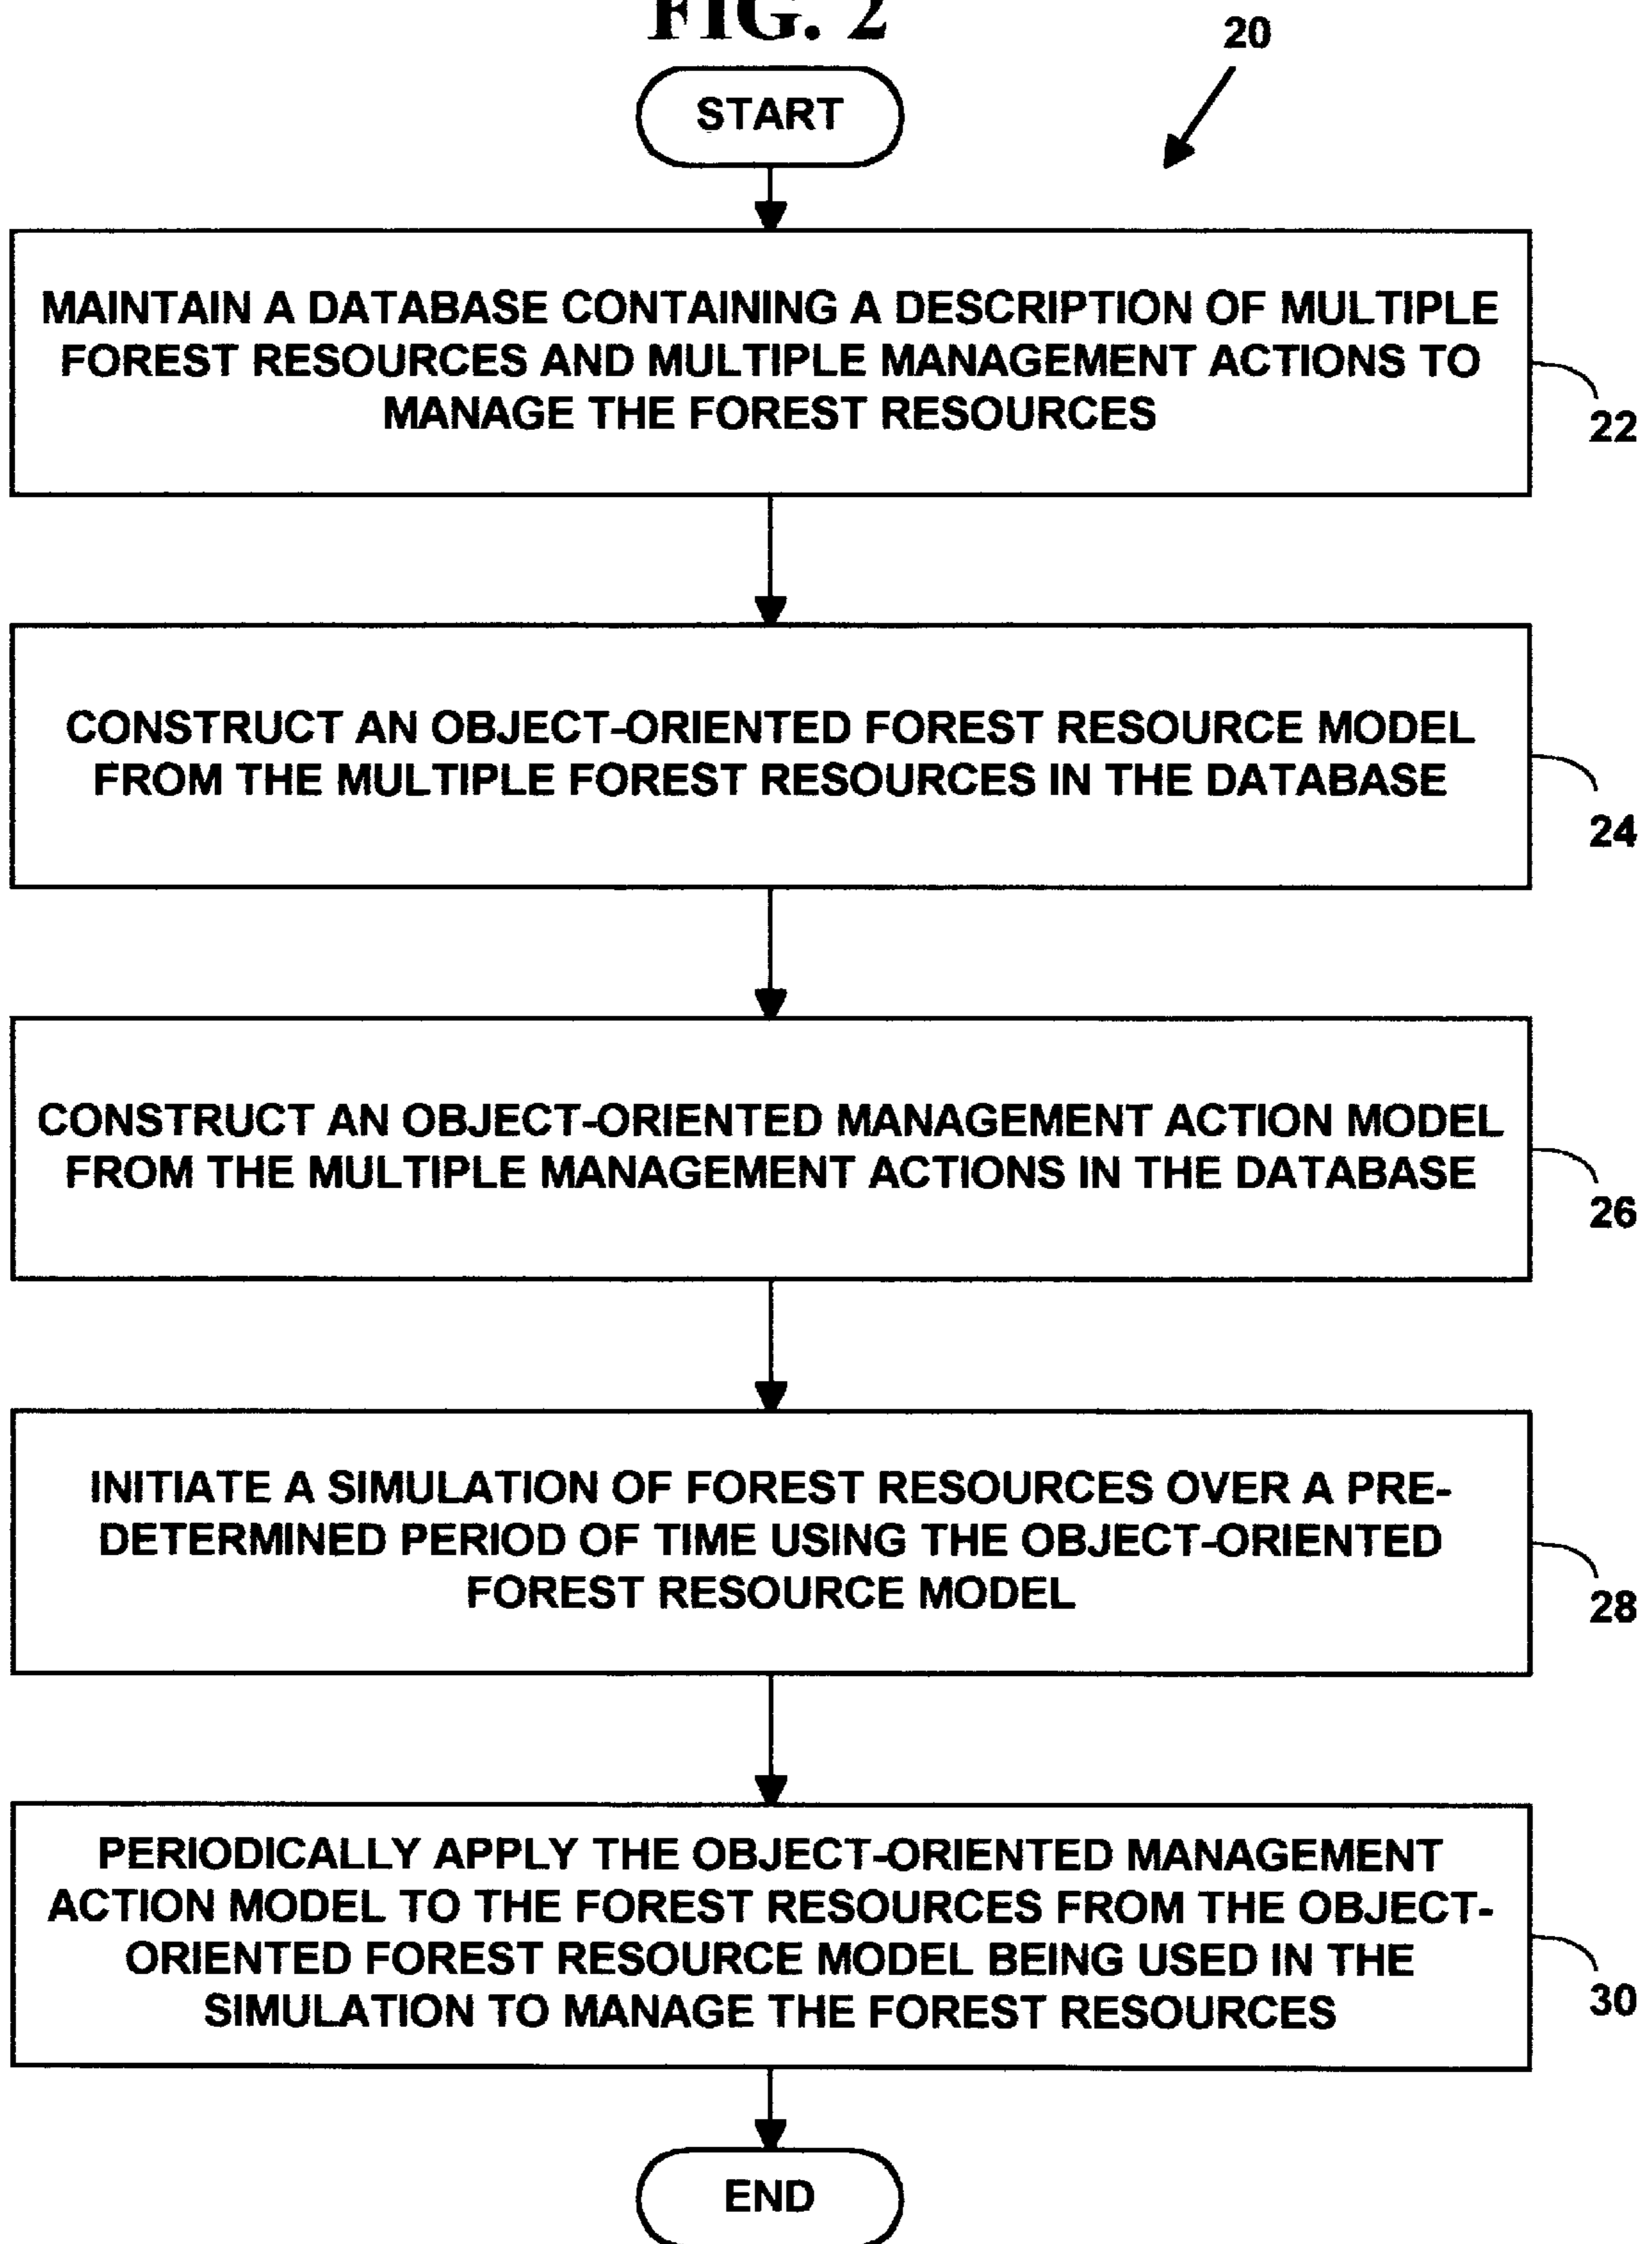 FIG. 2
20
START
MAINTAIN A DATABASE CONTAINING A DESCRIPTION OF MULTIPLE
FOREST RESOURCES AND MULTIPLE MANAGEMENT ACTIONS TO
MANAGE THE FOREST RESOURCES
22
CONSTRUCT AN OBJECT-ORIENTED FOREST RESOURCE MODEL
FROM THE MULTIPLE FOREST RESOURCES IN THE DATABASE
24
CONSTRUCT AN OBJECT-ORIENTED MANAGEMENT ACTION MODEL
FROM THE MULTIPLE MANAGEMENT ACTIONS IN THE DATABASE
26
INITIATE A SIMULATION OF FOREST RESOURCES OVER A PRE-
DETERMINED PERIOD OF TIME USING THE OBJECT-ORIENTED
FOREST RESOURCE MODEL
28
PERIODICALLY APPLY THE OBJECT-ORIENTED MANAGEMENT
ACTION MODEL TO THE FOREST RESOURCES FROM THE OBJECT-
ORIENTED FOREST RESOURCE MODEL BEING USED IN THE
SIMULATION TO MANAGE THE FOREST RESOURCES
30
END